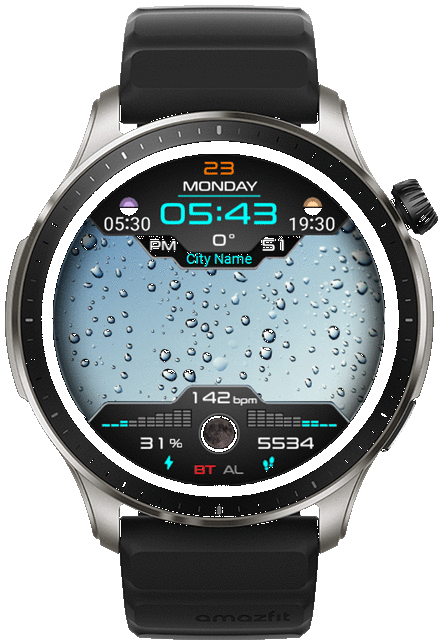 23
MONDAY
05:43
05:30 19:30
PM 0° 51
City Name
142 bpm
31% 5534
BT AL
amazfit